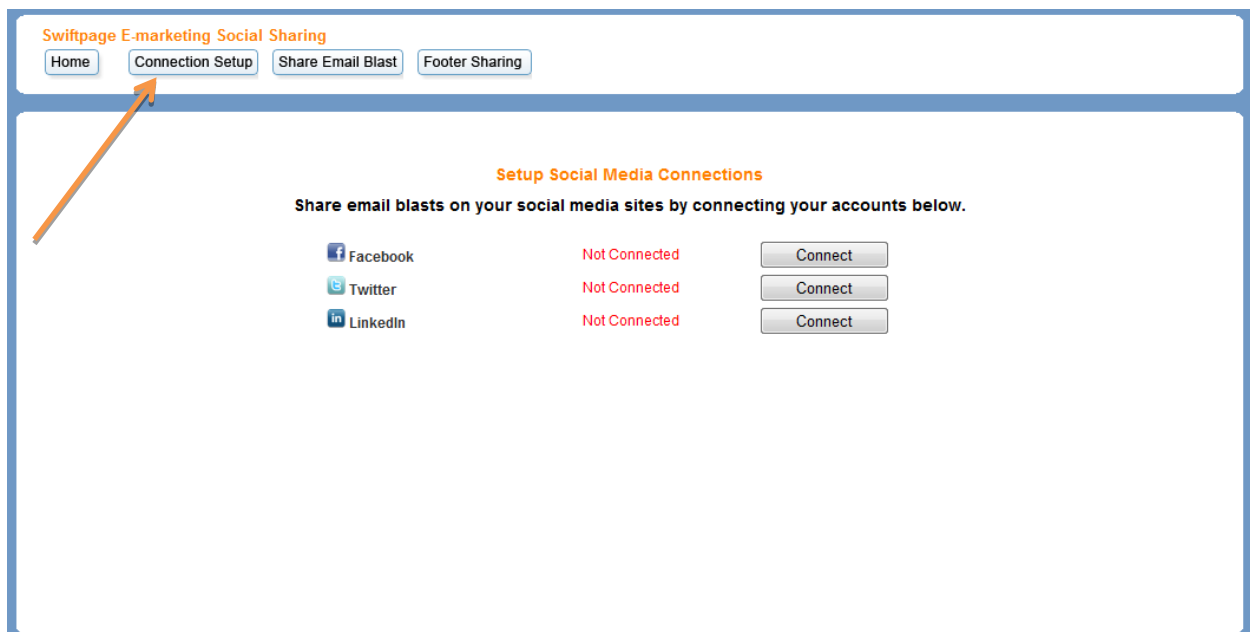 Swiftpage E-marketing Social Sharing
Home Connection Setup Share Email Blast Footer Sharing
Setup Social Media Connections
Share email blasts on your social media sites by connecting your accounts below.
Facebook Not Connected Connect
Twitter Not Connected Connect
LinkedIn Not Connected Connect